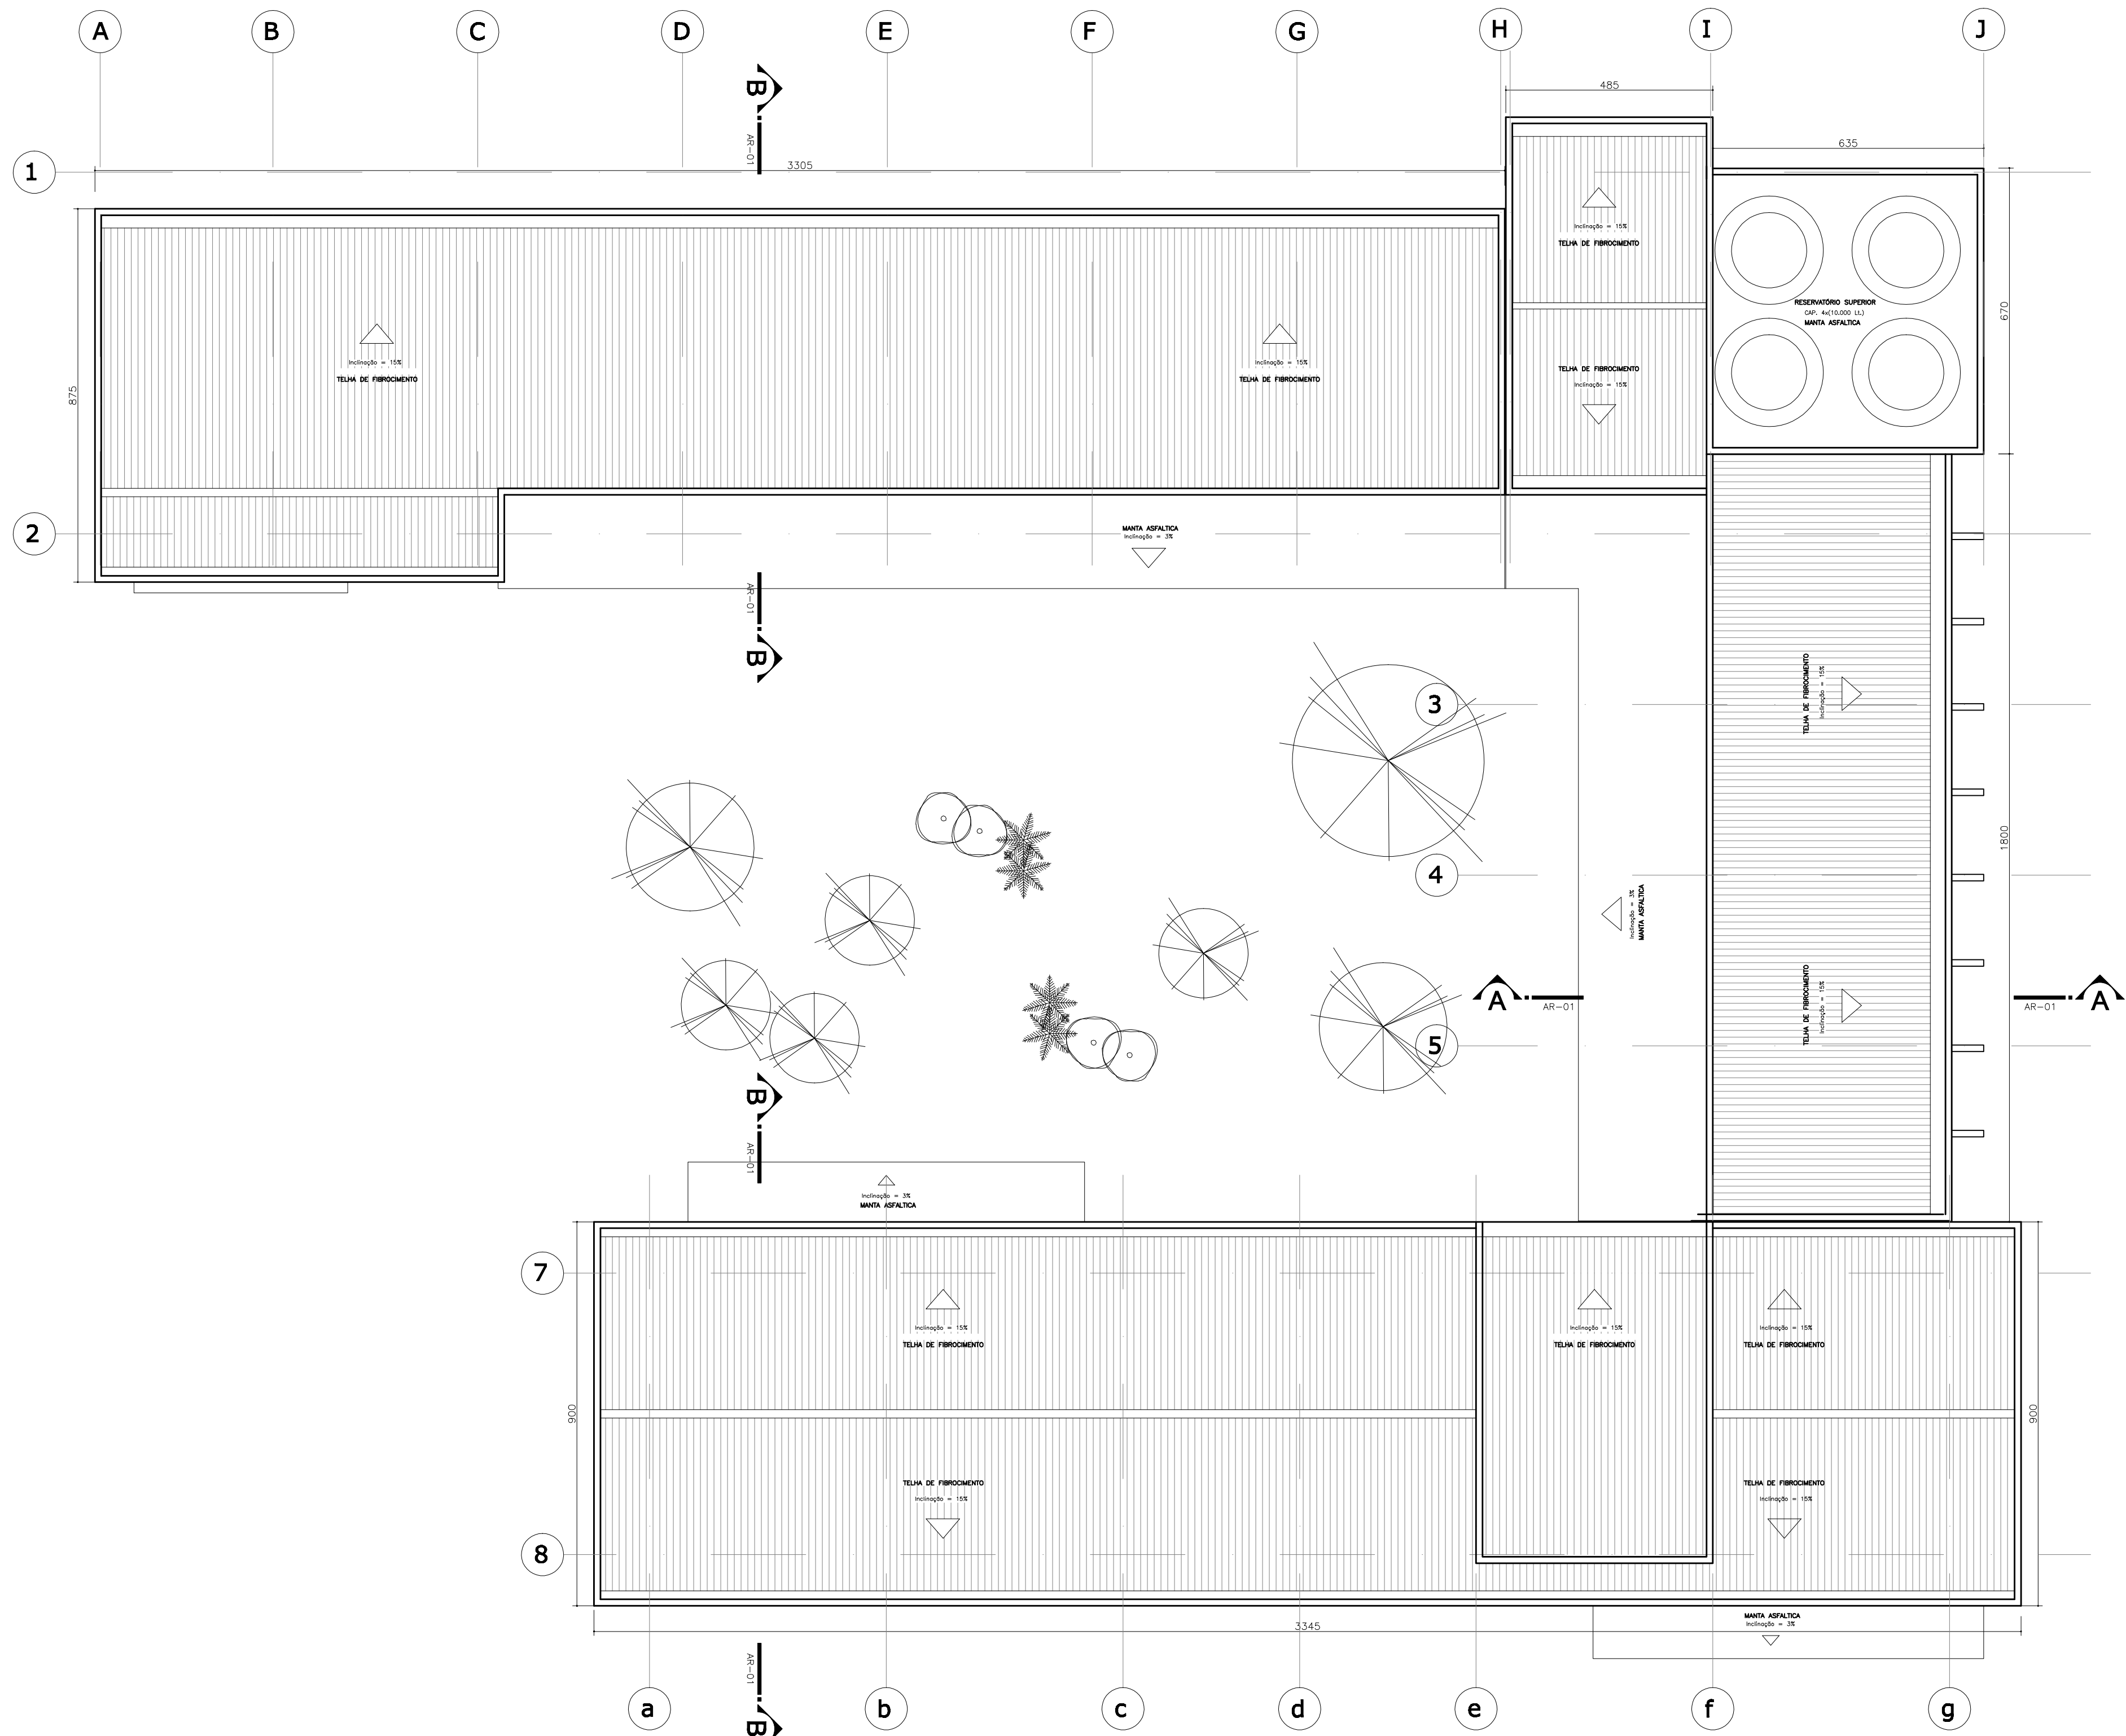 A B C D E F G H I J
B
AR-01
485
635
3305
1
Inclinação = 15%
TELHA DE FIBROCIMENTO
RESERVATÓRIO SUPERIOR
CAP. 4x(10.000 Lt.)
MANTA ASFALTICA
670
875
Inclinação = 15%
TELHA DE FIBROCIMENTO
Inclinação = 15%
TELHA DE FIBROCIMENTO
TELHA DE FIBROCIMENTO
Inclinação = 15%
2
MANTA ASFALTICA
Inclinação = 3%
AR-01
B
3
TELHA DE FIBROCIMENTO
Inclinação = 15%
1800
4
Inclinação = 3%
MANTA ASFALTICA
A
AR-01
TELHA DE FIBROCIMENTO
Inclinação = 15%
AR-01
A
5
B
AR-01
Inclinação = 3%
MANTA ASFALTICA
7
Inclinação = 15%
TELHA DE FIBROCIMENTO
Inclinação = 15%
TELHA DE FIBROCIMENTO
Inclinação = 15%
TELHA DE FIBROCIMENTO
900
900
TELHA DE FIBROCIMENTO
Inclinação = 15%
TELHA DE FIBROCIMENTO
Inclinação = 15%
8
MANTA ASFALTICA
Inclinação = 3%
3345
AR-01
B
a b c d e f g